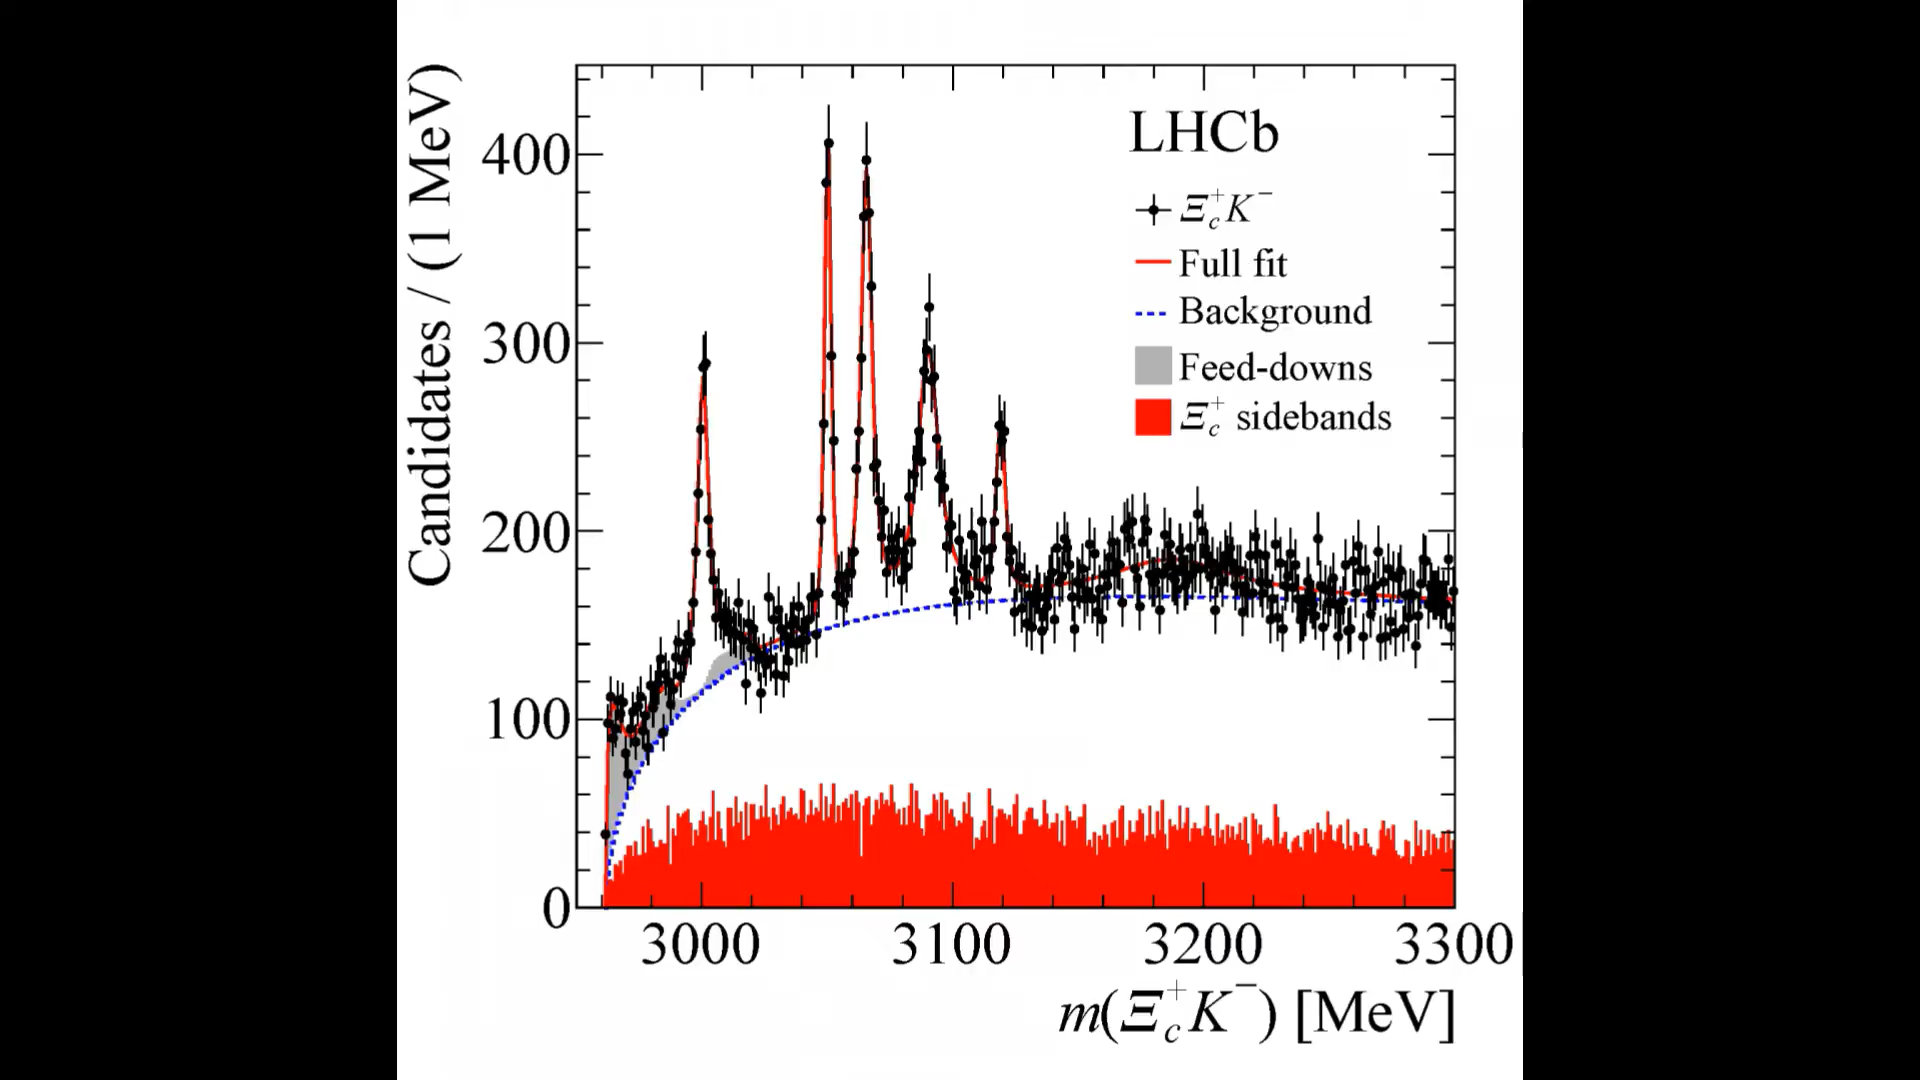 Candidates / (1 MeV)
400
300
200
100
0
LHCb
Ξc+K−
Full fit
Background
Feed-downs
Ξc+ sidebands
3000 3100 3200 3300
m(Ξc+K−) [MeV]